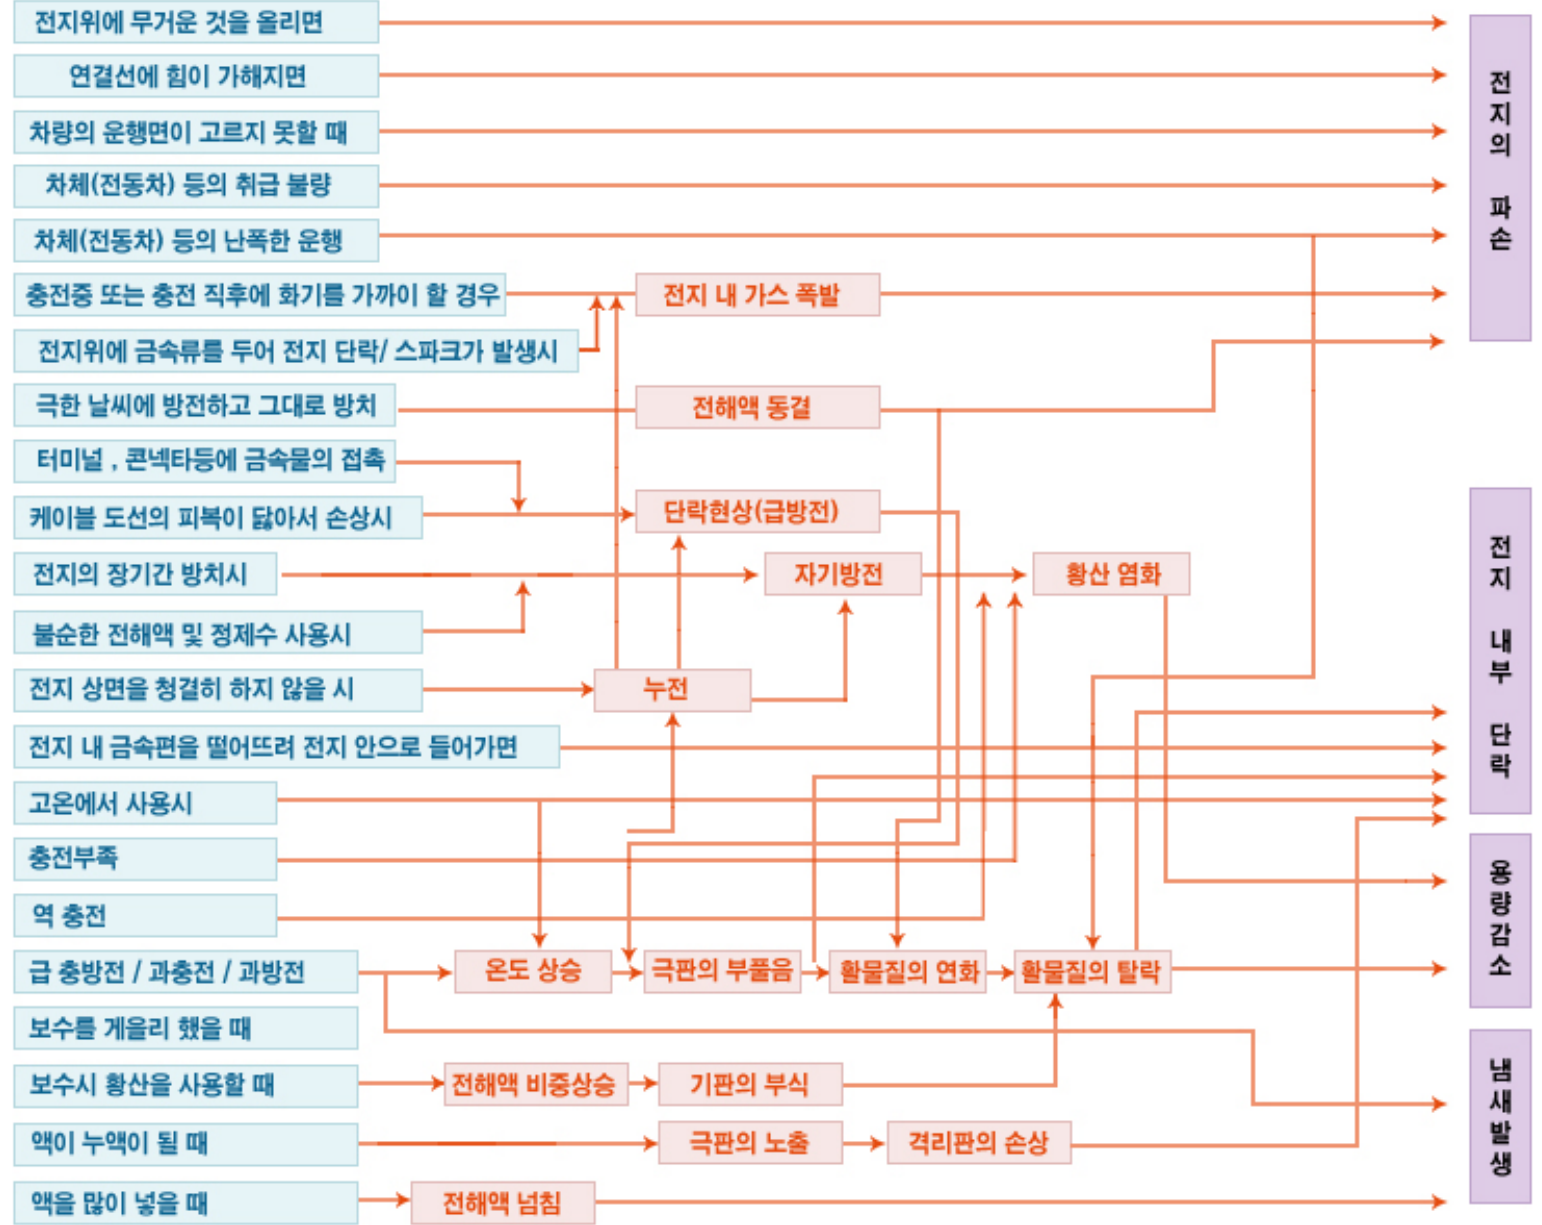 전지위에 무거운 것을 올리면
연결선에 힘이 가해지면
차량의 운행면이 고르지 못할 때
차체(전동차) 등의 취급 불량
차체(전동차) 등의 난폭한 운행
충전중 또는 충전 직후에 화기를 가까이 할 경우
전지 내 가스 폭발
전지의 파손
전지위에 금속류를 두어 전지 단락/ 스파크가 발생시
극한 날씨에 방전하고 그대로 방치
전해액 동결
터미널 , 콘넥타등에 금속물의 접촉
케이블 도선의 피복이 닳아서 손상시
단락현상(급방전)
전지의 장기간 방치시
자기방전
황산 염화
불순한 전해액 및 정제수 사용시
전지 상면을 청결히 하지 않을 시
누전
전지 내부 단락
전지 내 금속편을 떨어뜨려 전지 안으로 들어가면
고온에서 사용시
충전부족
역 충전
용량감소
급 충방전 / 과충전 / 과방전
온도 상승
극판의 부풀음
활물질의 연화
활물질의 탈락
보수를 게을리 했을 때
보수시 황산을 사용할 때
전해액 비중상승
기판의 부식
냄새발생
액이 누액이 될 때
극판의 노출
격리판의 손상
액을 많이 넣을 때
전해액 넘침